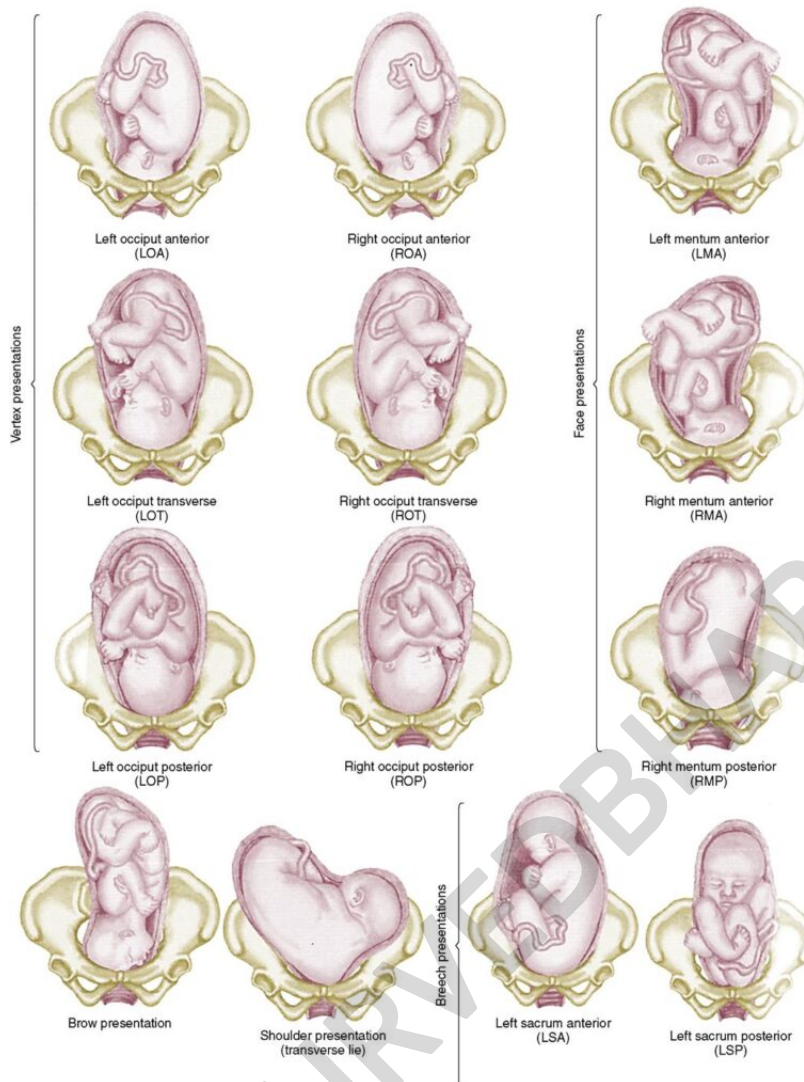 Vertex presentations
Left occiput anterior
(LOA)
Right occiput anterior
(ROA)
Left occiput transverse
(LOT)
Right occiput transverse
(ROT)
Left occiput posterior
(LOP)
Right occiput posterior
(ROP)
Face presentations
Left mentum anterior
(LMA)
Right mentum anterior
(RMA)
Right mentum posterior
(RMP)
Brow presentation
Shoulder presentation
(transverse lie)
Breech presentations
Left sacrum anterior
(LSA)
Left sacrum posterior
(LSP)